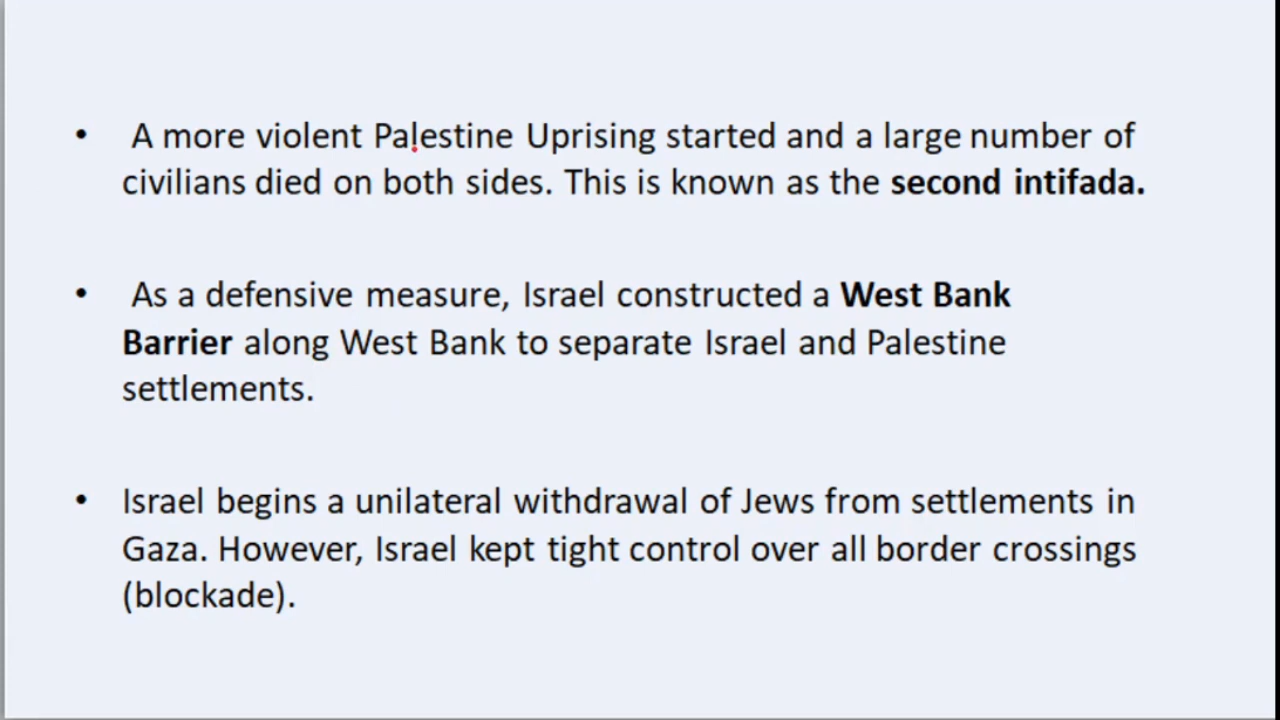 • A more violent Palestine Uprising started and a large number of
civilians died on both sides. This is known as the second intifada.
• As a defensive measure, Israel constructed a West Bank
Barrier along West Bank to separate Israel and Palestine
settlements.
• Israel begins a unilateral withdrawal of Jews from settlements in
Gaza. However, Israel kept tight control over all border crossings
(blockade).